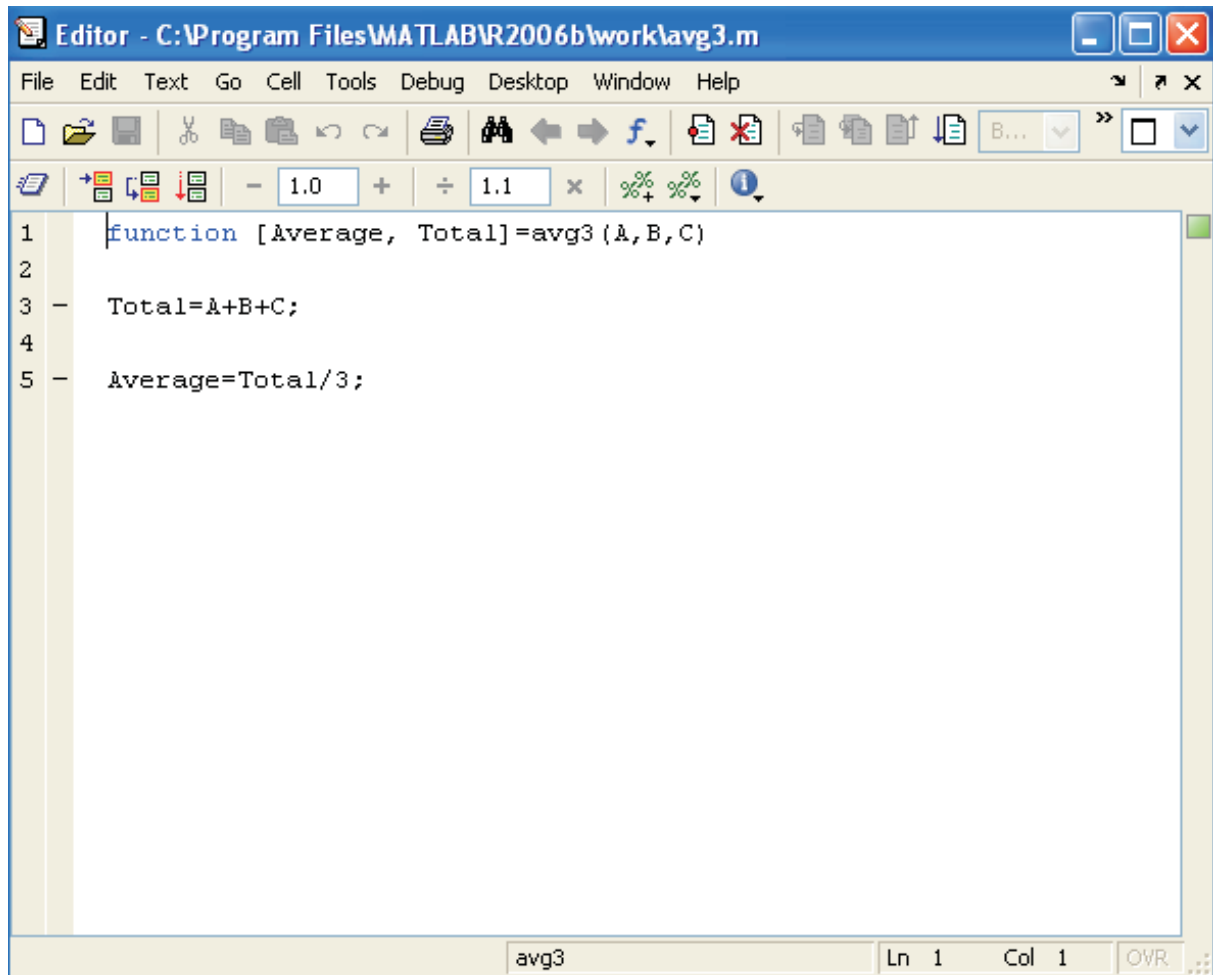 Editor - C:\Program Files\MATLAB\R2006b\work\avg3.m
File Edit Text Go Cell Tools Debug Desktop Window Help
B...
1.0 1.1
1 function [Average, Total]=avg3(A,B,C)
2
3 - Total=A+B+C;
4
5 - Average=Total/3;
avg3 Ln 1 Col 1 OVR